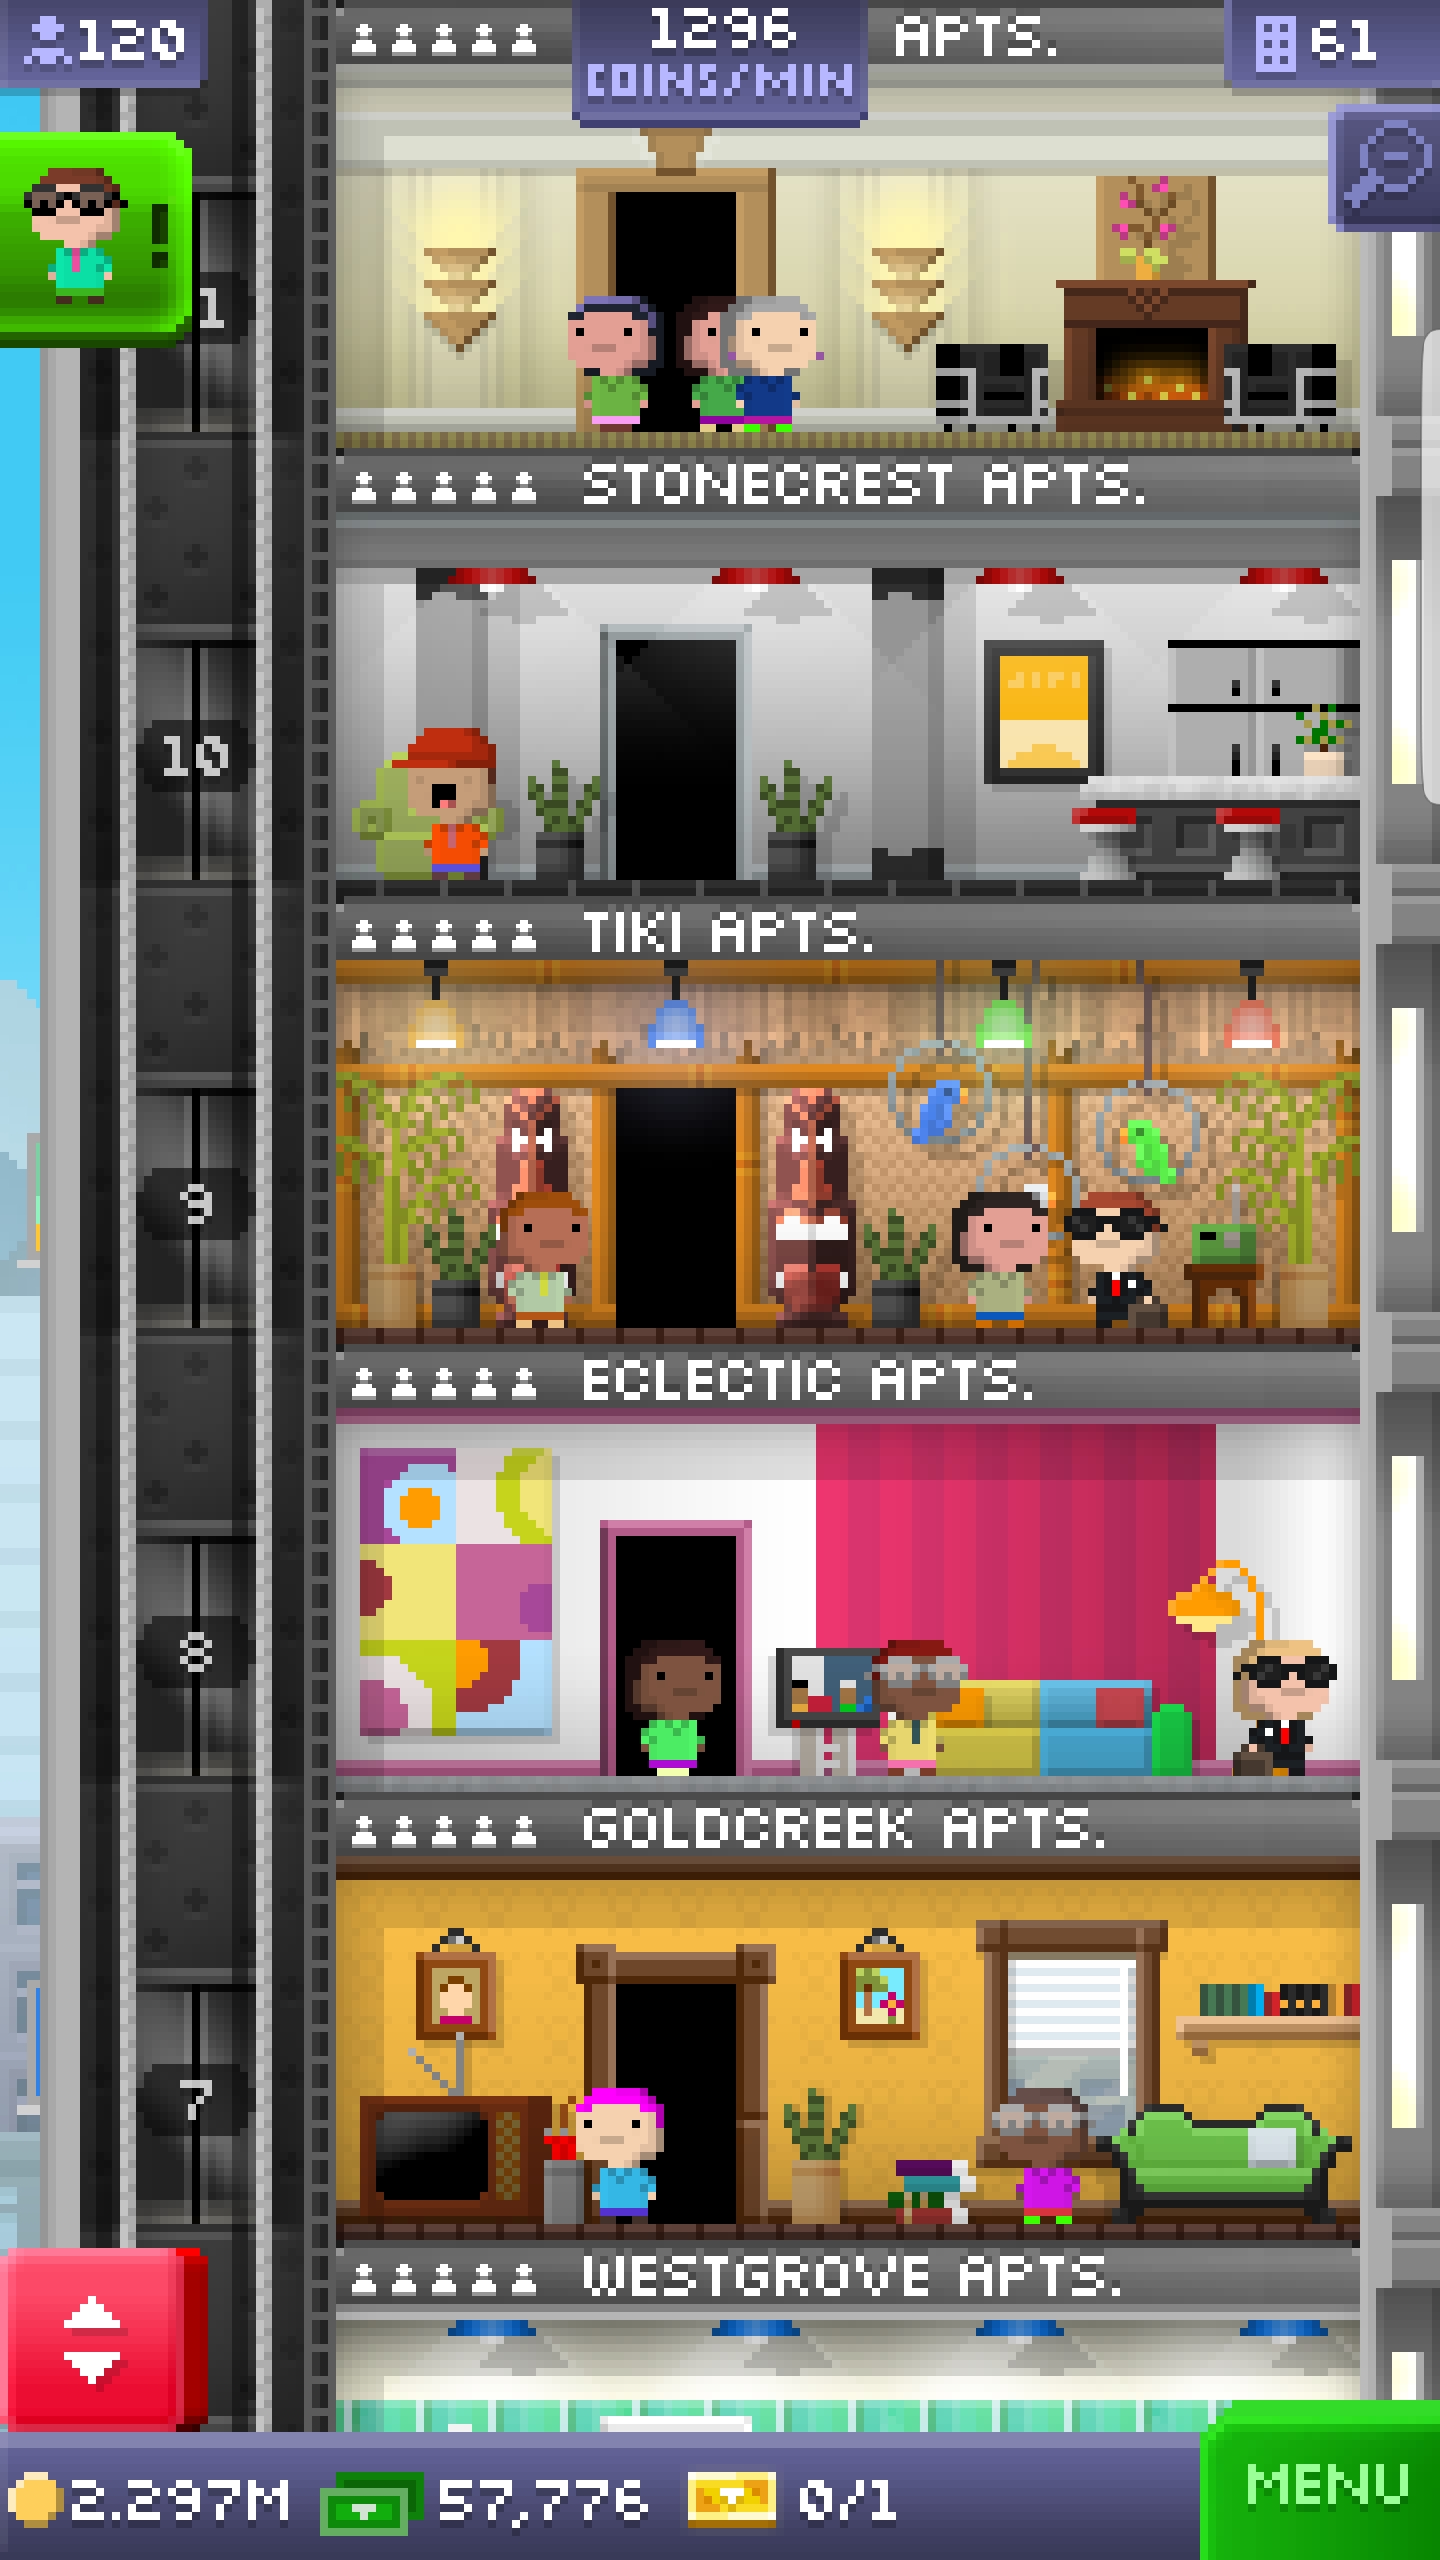 120
1296
COINS/MIN
APTS.
61
!
1
STONECREST APTS.
10
TIKI APTS.
9
ECLECTIC APTS.
8
GOLDCREEK APTS.
7
WESTGROVE APTS.
2.297M
57,776
0/1
MENU